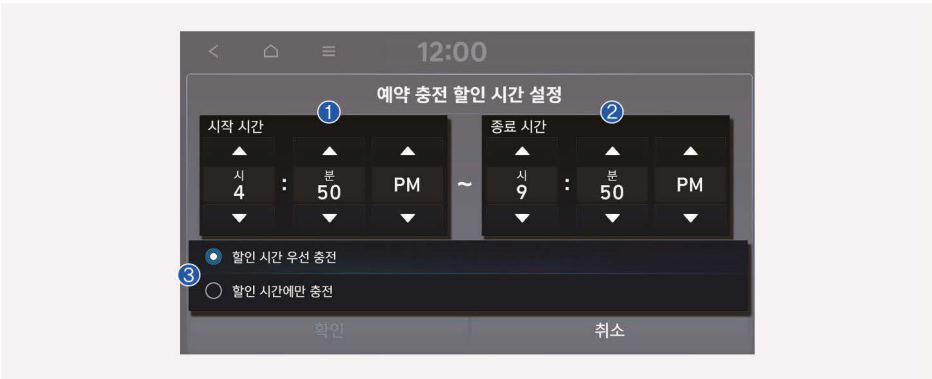 12:00
예약 충전 할인 시간 설정
1
2
시작 시간
종료 시간
시
4
:
분
50
PM
~
시
9
:
분
50
PM
3
할인 시간 우선 충전
할인 시간에만 충전
확인
취소